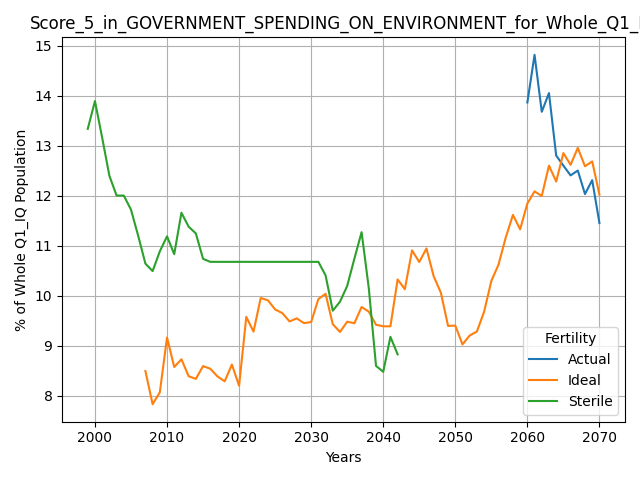 Score_5_in_GOVERNMENT_SPENDING_ON_ENVIRONMENT_for_Whole_Q1_I
% of Whole Q1_IQ Population
15
14
13
12
11
10
9
8
2000 2010 2020 2030 2040 2050 2060 2070
Years
Fertility
Actual
Ideal
Sterile